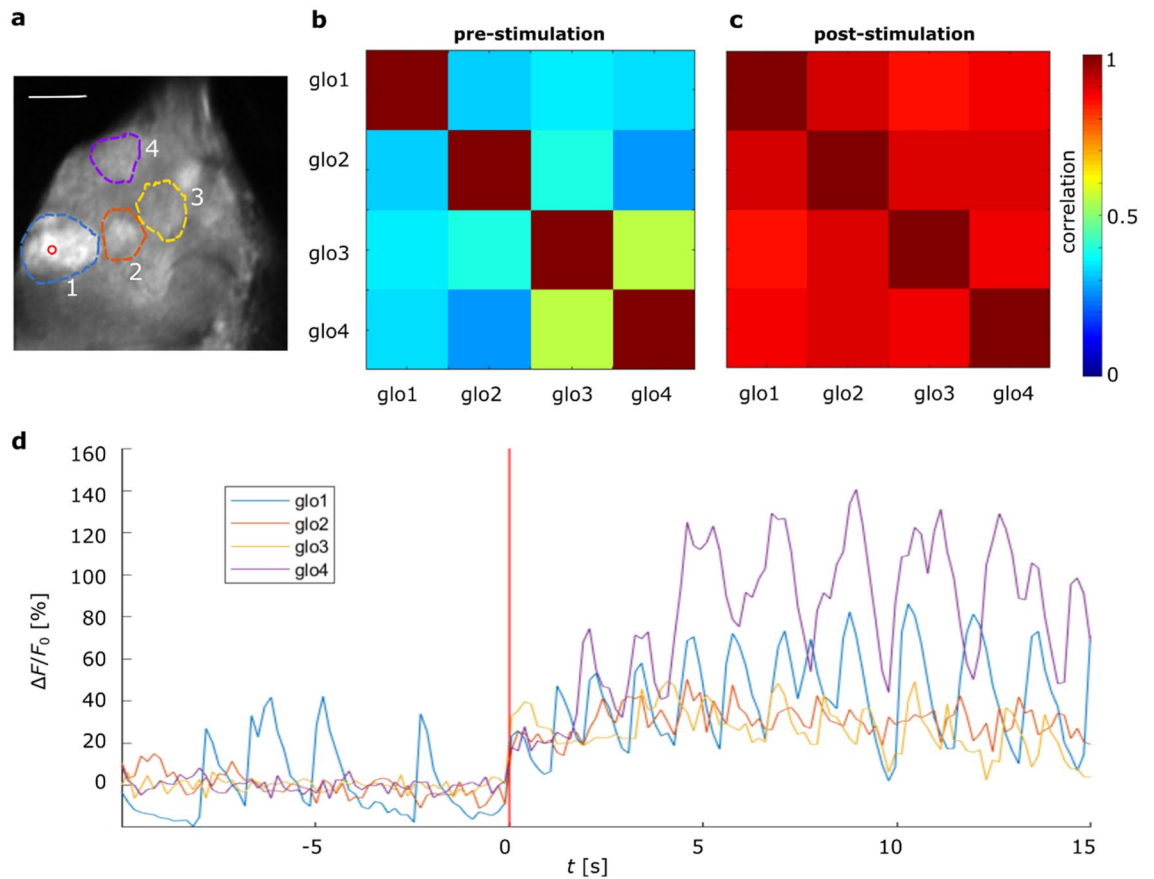 a
4
3
2
1
b
pre-stimulation
glo1
glo2
glo3
glo4
glo1 glo2 glo3 glo4
c
post-stimulation
glo1 glo2 glo3 glo4
1
0.5
0
correlation
d
160
140
120
100
80
60
40
20
0
ΔF/F0 [%]
glo1
glo2
glo3
glo4
-5 0 5 10 15
t [s]